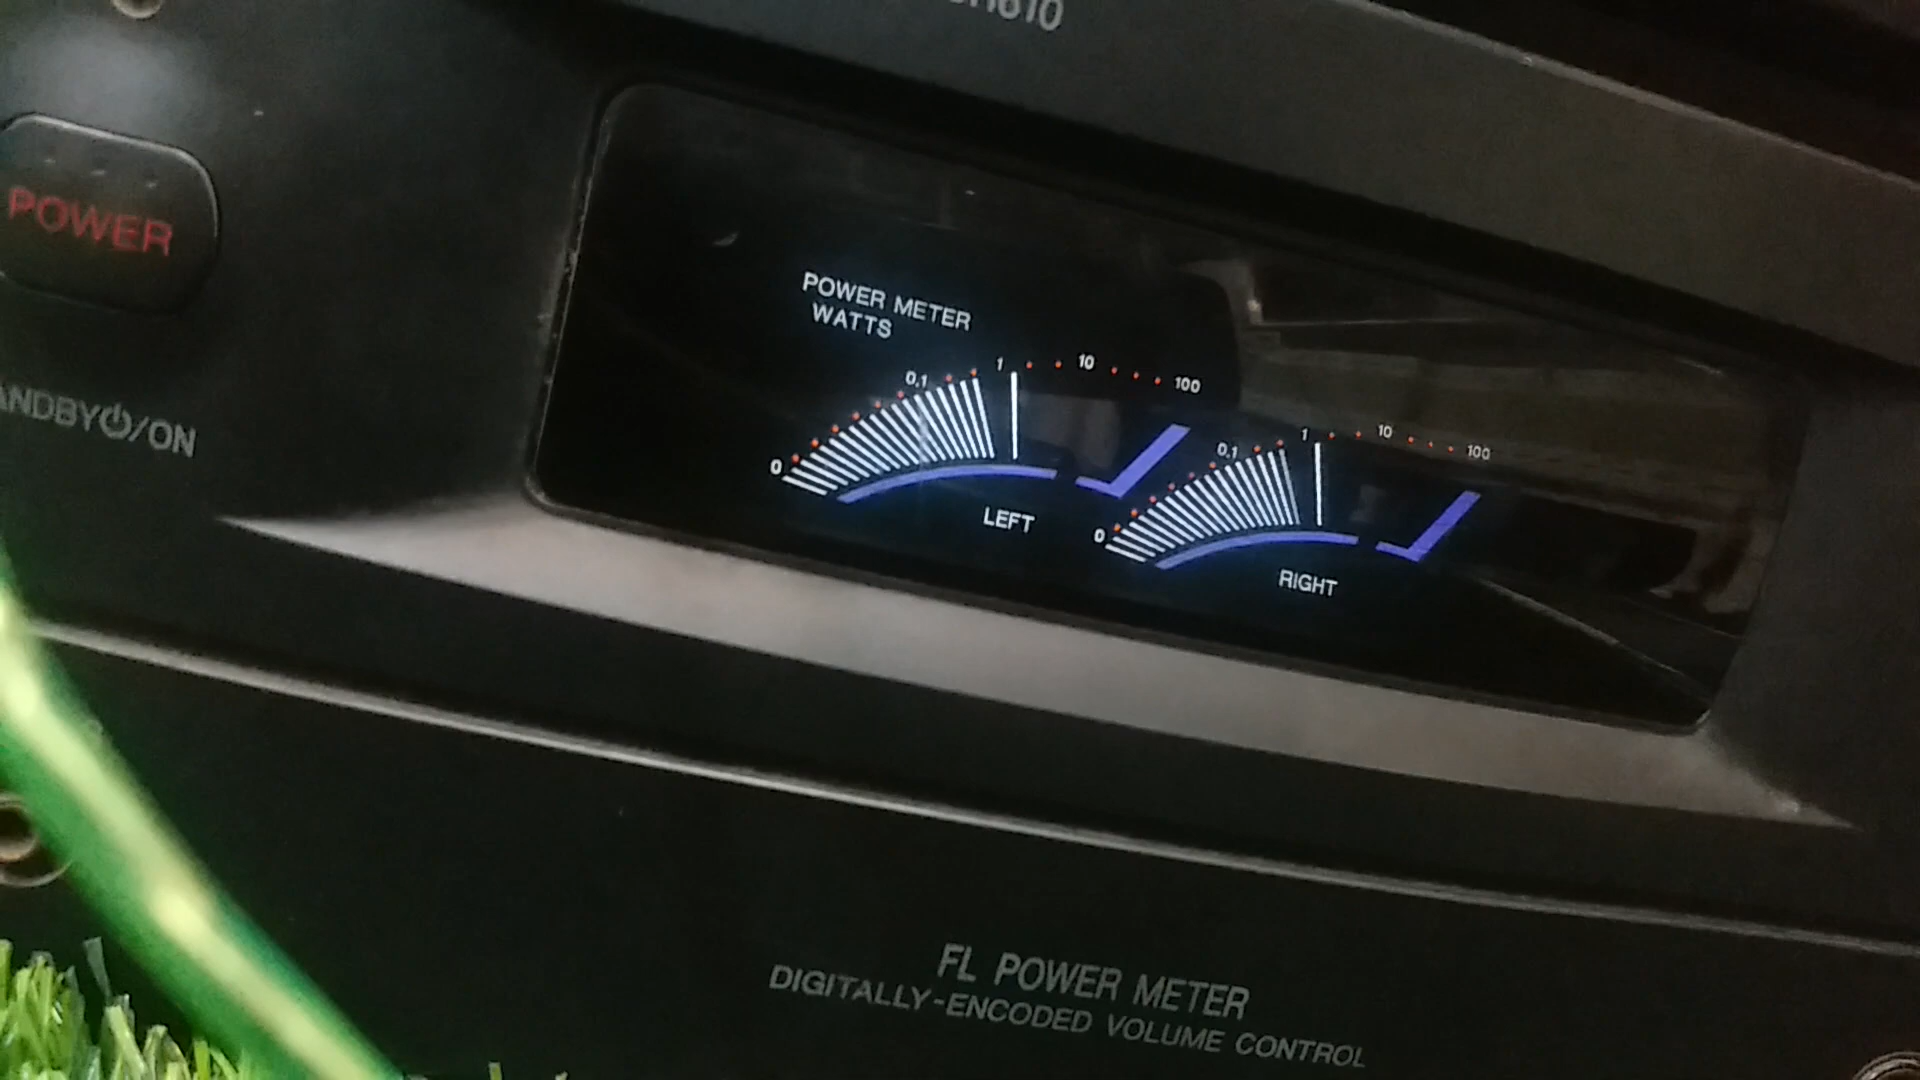 POWER
POWER METER
WATTS
0 0.1 1 10 100
LEFT
0 0.1 1 10 100
RIGHT
/ON
FL POWER METER
DIGITALLY-ENCODED VOLUME CONTROL